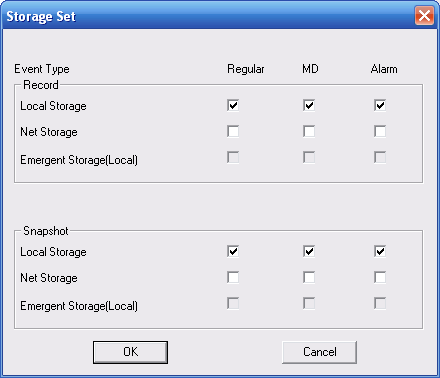 Storage Set
Event Type Regular MD Alarm
Record
Local Storage
Net Storage
Emergent Storage(Local)
Snapshot
Local Storage
Net Storage
Emergent Storage(Local)
OK Cancel